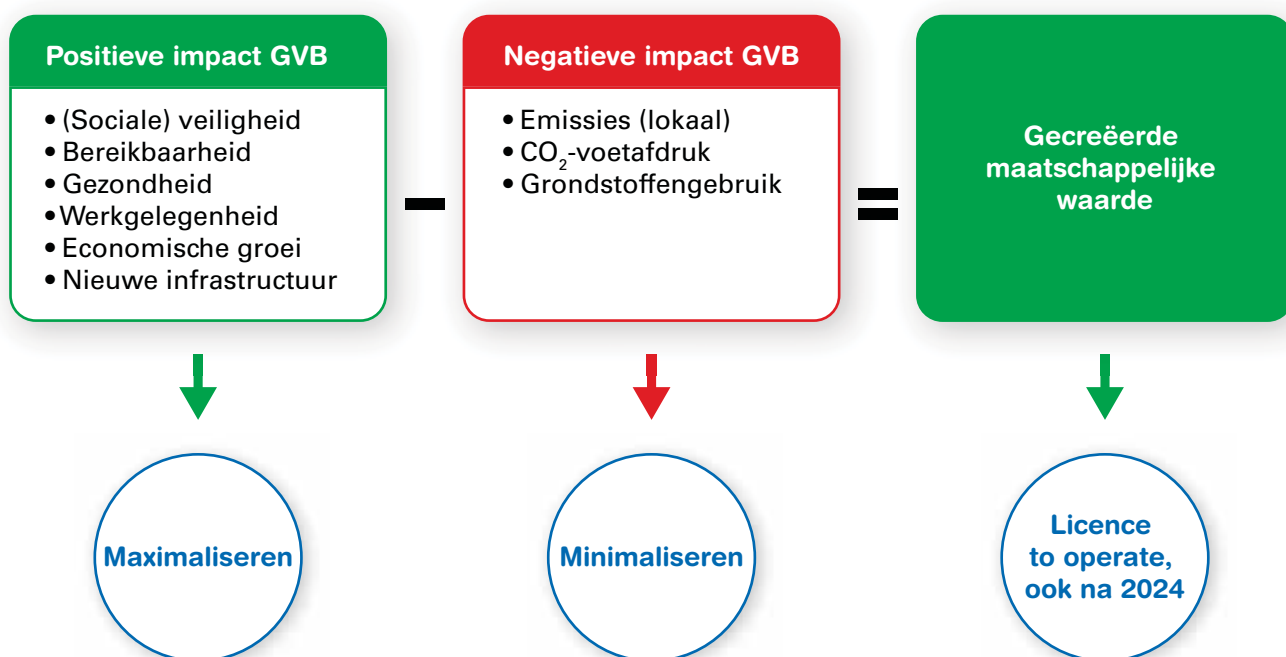 Positieve impact GVB
• (Sociale) veiligheid
• Bereikbaarheid
• Gezondheid
• Werkgelegenheid
• Economische groei
• Nieuwe infrastructuur
–
Negatieve impact GVB
• Emissies (lokaal)
• CO₂-voetafdruk
• Grondstoffengebruik
=
Gecreëerde
maatschappelijke
waarde
Maximaliseren
Minimaliseren
Licence
to operate,
ook na 2024